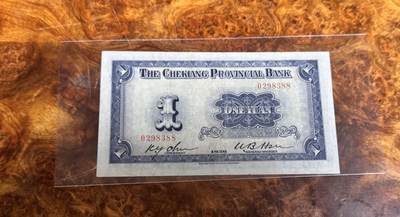 THE CHEKIANG PROVINCIAL BANK
0298388
1
ONE YUAN
0298388